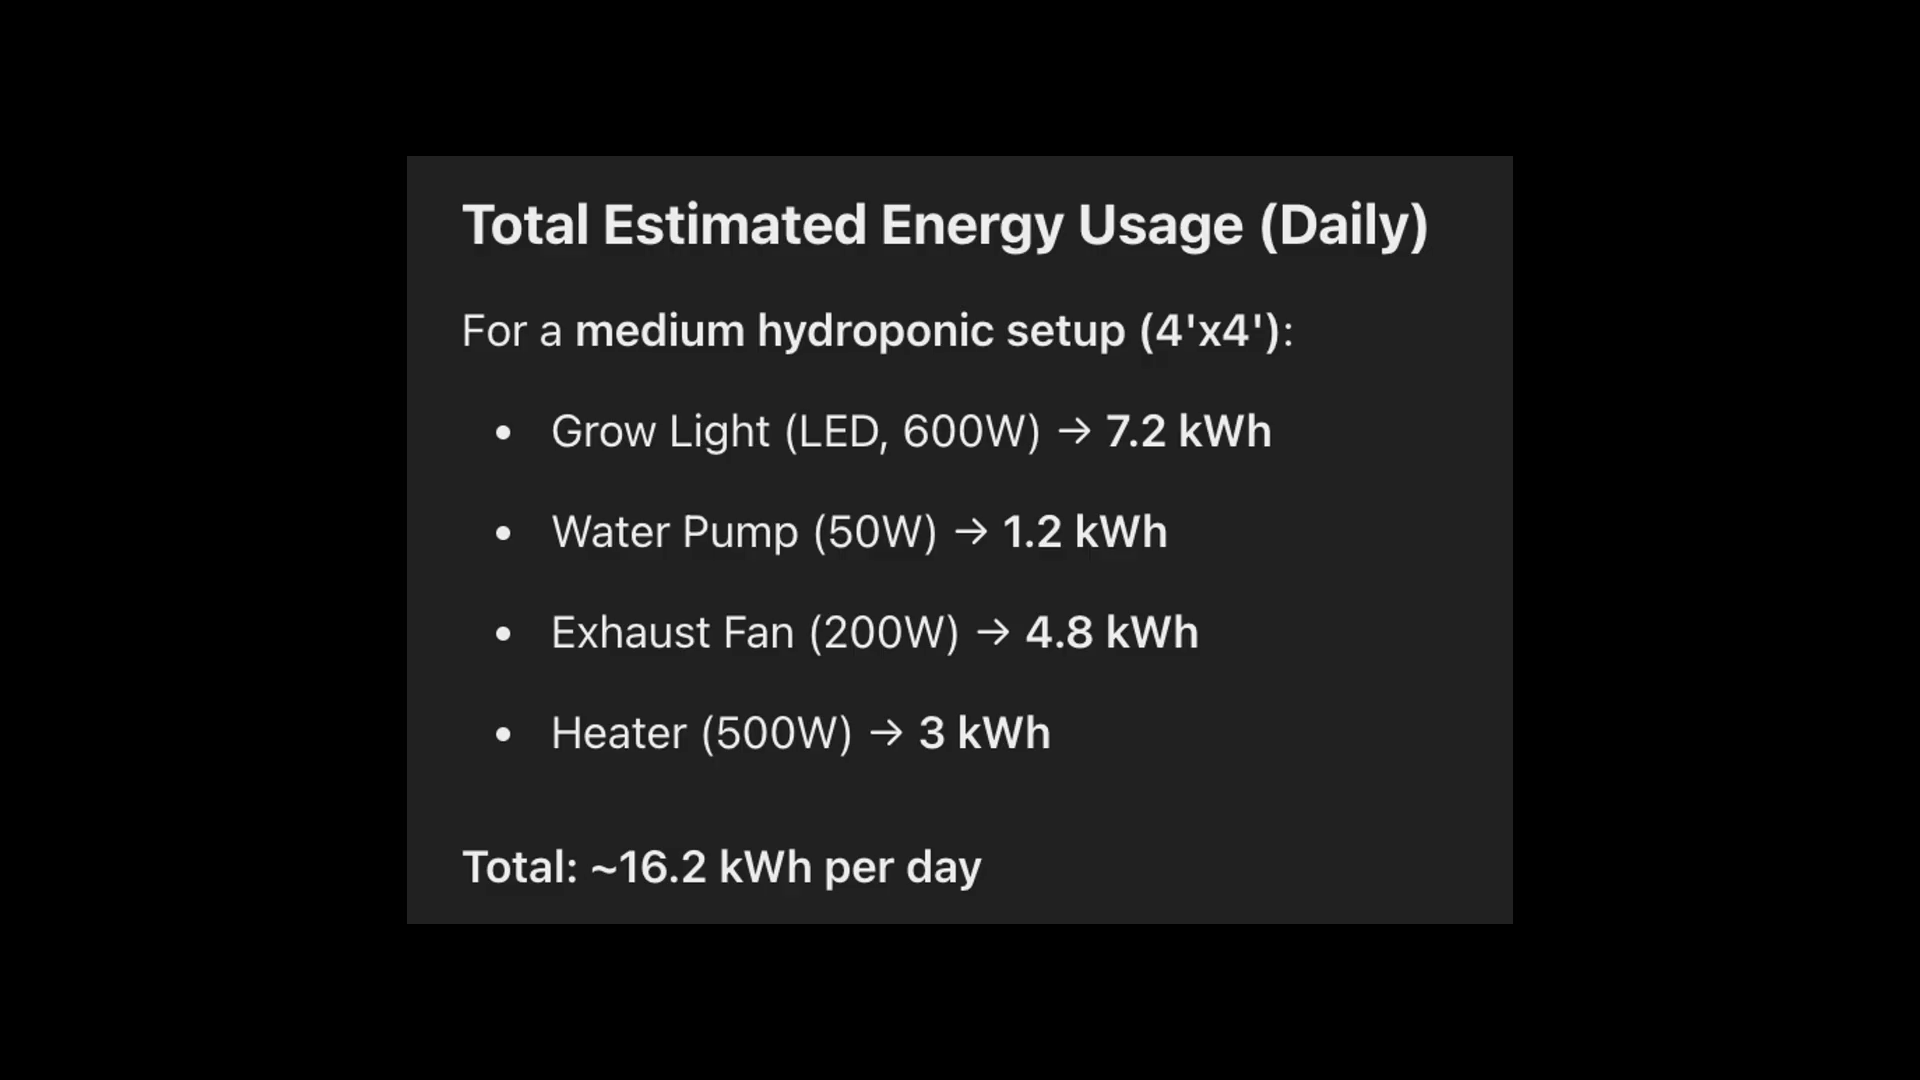 Total Estimated Energy Usage (Daily)
For a medium hydroponic setup (4'x4'):
• Grow Light (LED, 600W) → 7.2 kWh
• Water Pump (50W) → 1.2 kWh
• Exhaust Fan (200W) → 4.8 kWh
• Heater (500W) → 3 kWh
Total: ~16.2 kWh per day